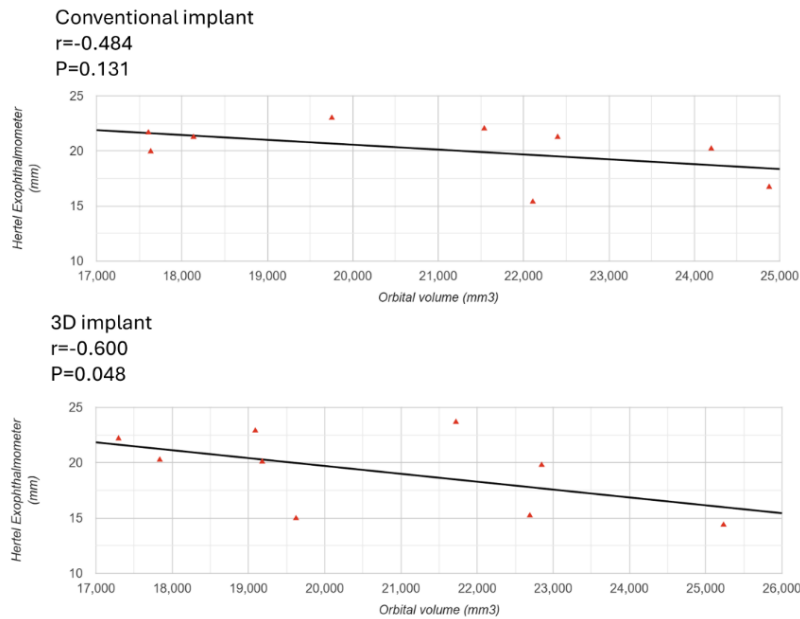 Conventional implant
r=-0.484
P=0.131
Hertel Exophthalmometer
(mm)
25
20
15
10
17,000 18,000 19,000 20,000 21,000 22,000 23,000 24,000 25,000
Orbital volume (mm3)
3D implant
r=-0.600
P=0.048
Hertel Exophthalmometer
(mm)
25
20
15
10
17,000 18,000 19,000 20,000 21,000 22,000 23,000 24,000 25,000 26,000
Orbital volume (mm3)